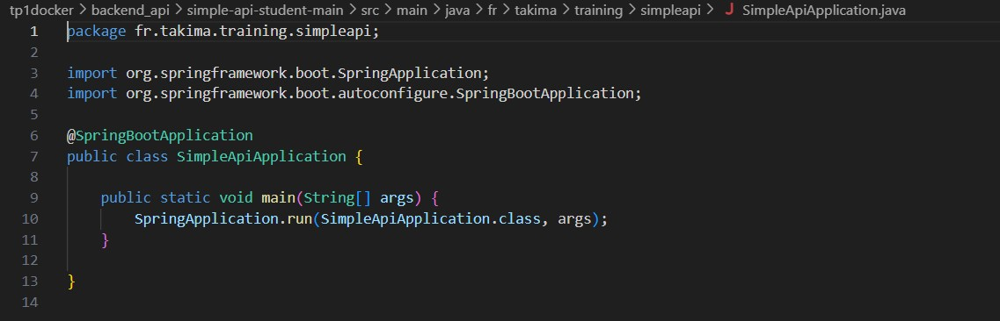 tp1docker > backend_api > simple-api-student-main > src > main > java > fr > takima > training > simpleapi > J SimpleApiApplication.java
1 package fr.takima.training.simpleapi;
2
3 import org.springframework.boot.SpringApplication;
4 import org.springframework.boot.autoconfigure.SpringBootApplication;
5
6 @SpringBootApplication
7 public class SimpleApiApplication {
8
9     public static void main(String[] args) {
10         SpringApplication.run(SimpleApiApplication.class, args);
11     }
12
13 }
14